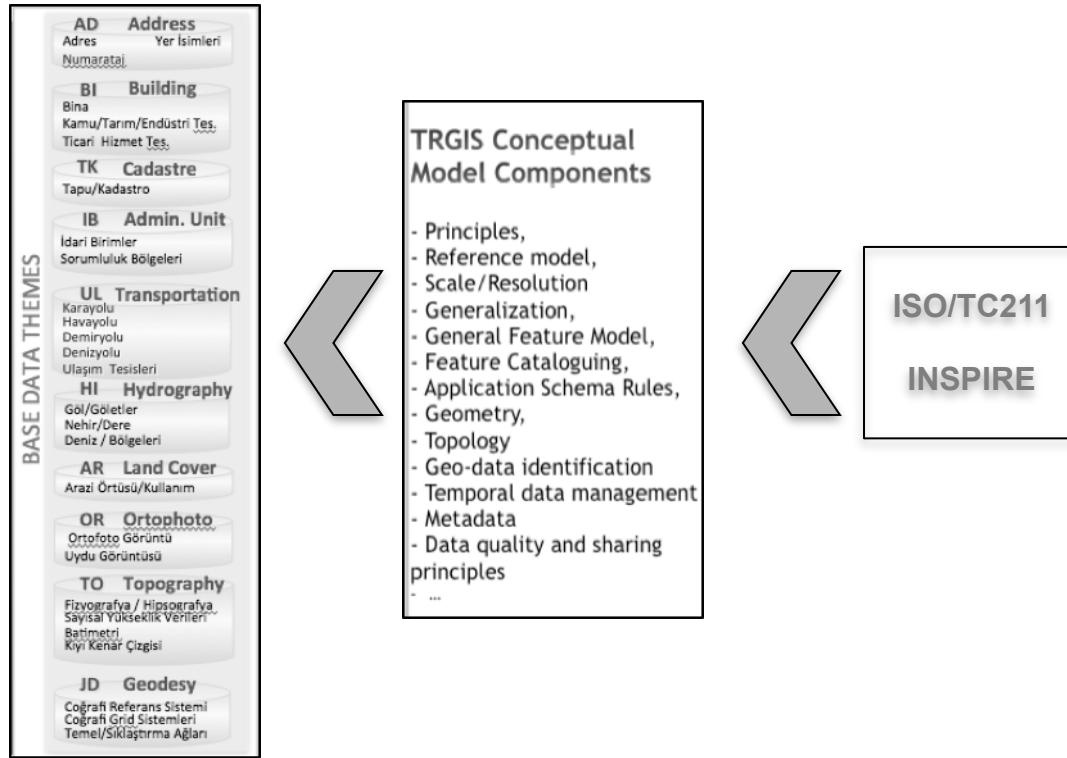 BASE DATA THEMES
AD Address
Adres Yer İsimleri
Numarataj
BI Building
Bina
Kamu/Tarım/Endüstri Tes.
Ticari Hizmet Tes.
TK Cadastre
Tapu/Kadastro
IB Admin. Unit
İdari Birimler
Sorumluluk Bölgeleri
UL Transportation
Karayolu
Havayolu
Demiryolu
Denizyolu
Ulaşım Tesisleri
HI Hydrography
Göl/Göletler
Nehir/Dere
Deniz / Bölgeleri
AR Land Cover
Arazi Örtüsü/Kullanım
OR Ortophoto
Ortofoto Görüntü
Uydu Görüntüsü
TO Topography
Fizyografya / Hipsografya
Sayısal Yükseklik Verileri
Batimetri
Kıyı Kenar Çizgisi
JD Geodesy
Coğrafi Referans Sistemi
Coğrafi Grid Sistemleri
Temel/Sıklaştırma Ağları
TRGIS Conceptual
Model Components
- Principles,
- Reference model,
- Scale/Resolution
- Generalization,
- General Feature Model,
- Feature Cataloguing,
- Application Schema Rules,
- Geometry,
- Topology
- Geo-data identification
- Temporal data management
- Metadata
- Data quality and sharing
principles
- ...
ISO/TC211
INSPIRE